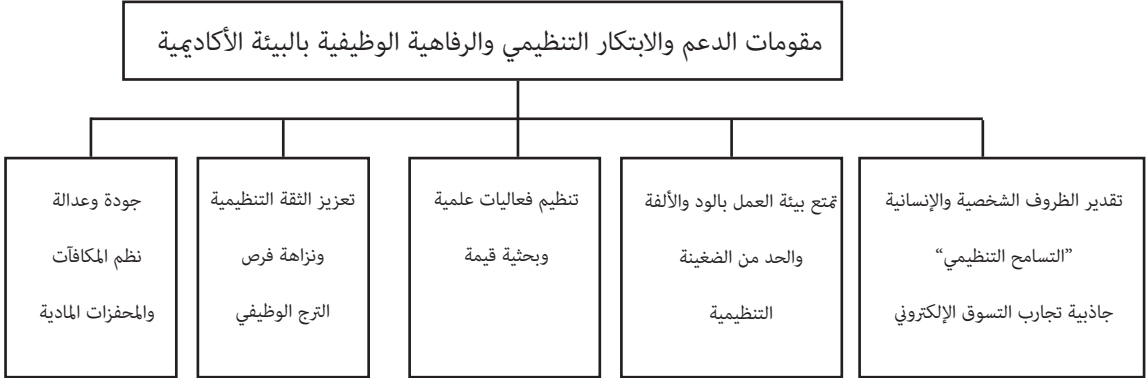 مقومات الدعم والابتكار التنظيمي والرفاهية الوظيفية بالبيئة الأكاديمية
تقدير الظروف الشخصية والإنسانية
”التسامح التنظيمي“
جاذبية تجارب التسوق الإلكتروني
تمتع بيئة العمل بالود والألفة
والحد من الضغينة
التنظيمية
تنظيم فعاليات علمية
وبحثية قيمة
تعزيز الثقة التنظيمية
ونزاهة فرص
الترج الوظيفي
جودة وعدالة
نظم المكافآت
والمحفزات المادية